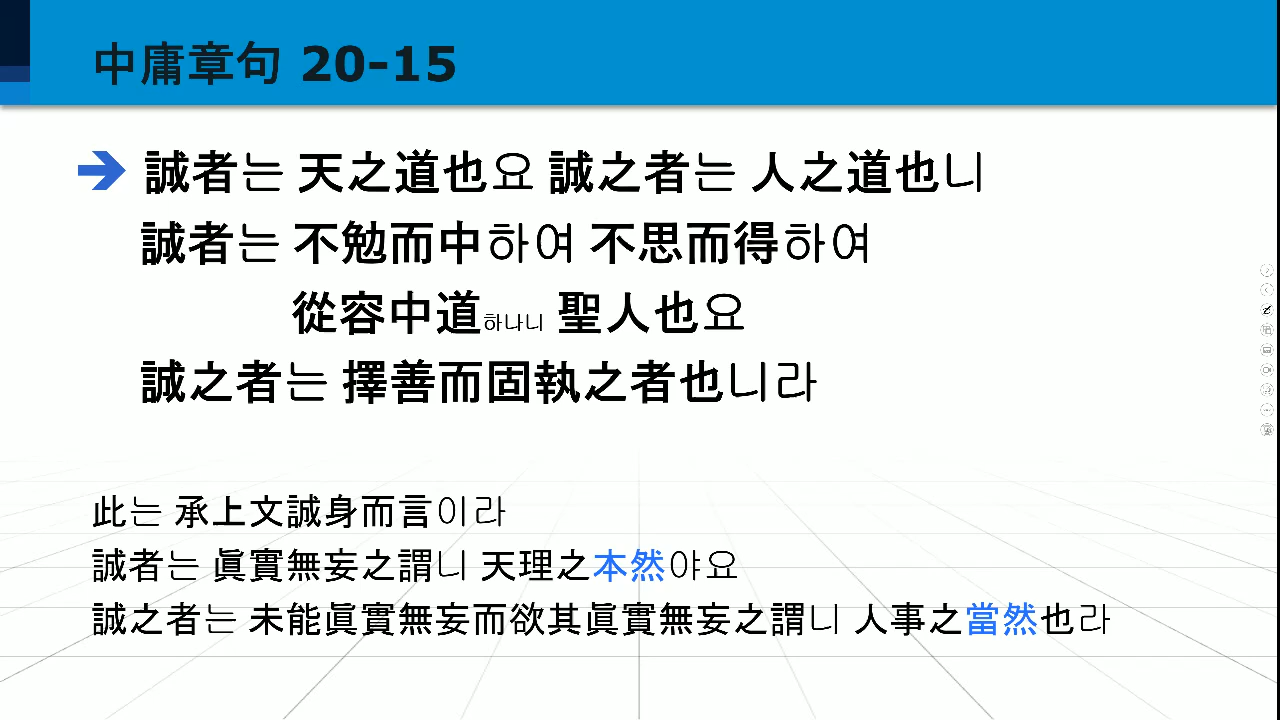 中庸章句 20-15
誠者는 天之道也요 誠之者는 人之道也니
誠者는 不勉而中하여 不思而得하여
從容中道하나니 聖人也요
誠之者는 擇善而固執之者也니라
此는 承上文誠身而言이라
誠者는 眞實無妄之謂니 天理之本然야요
誠之者는 未能眞實無妄而欲其眞實無妄之謂니 人事之當然也라